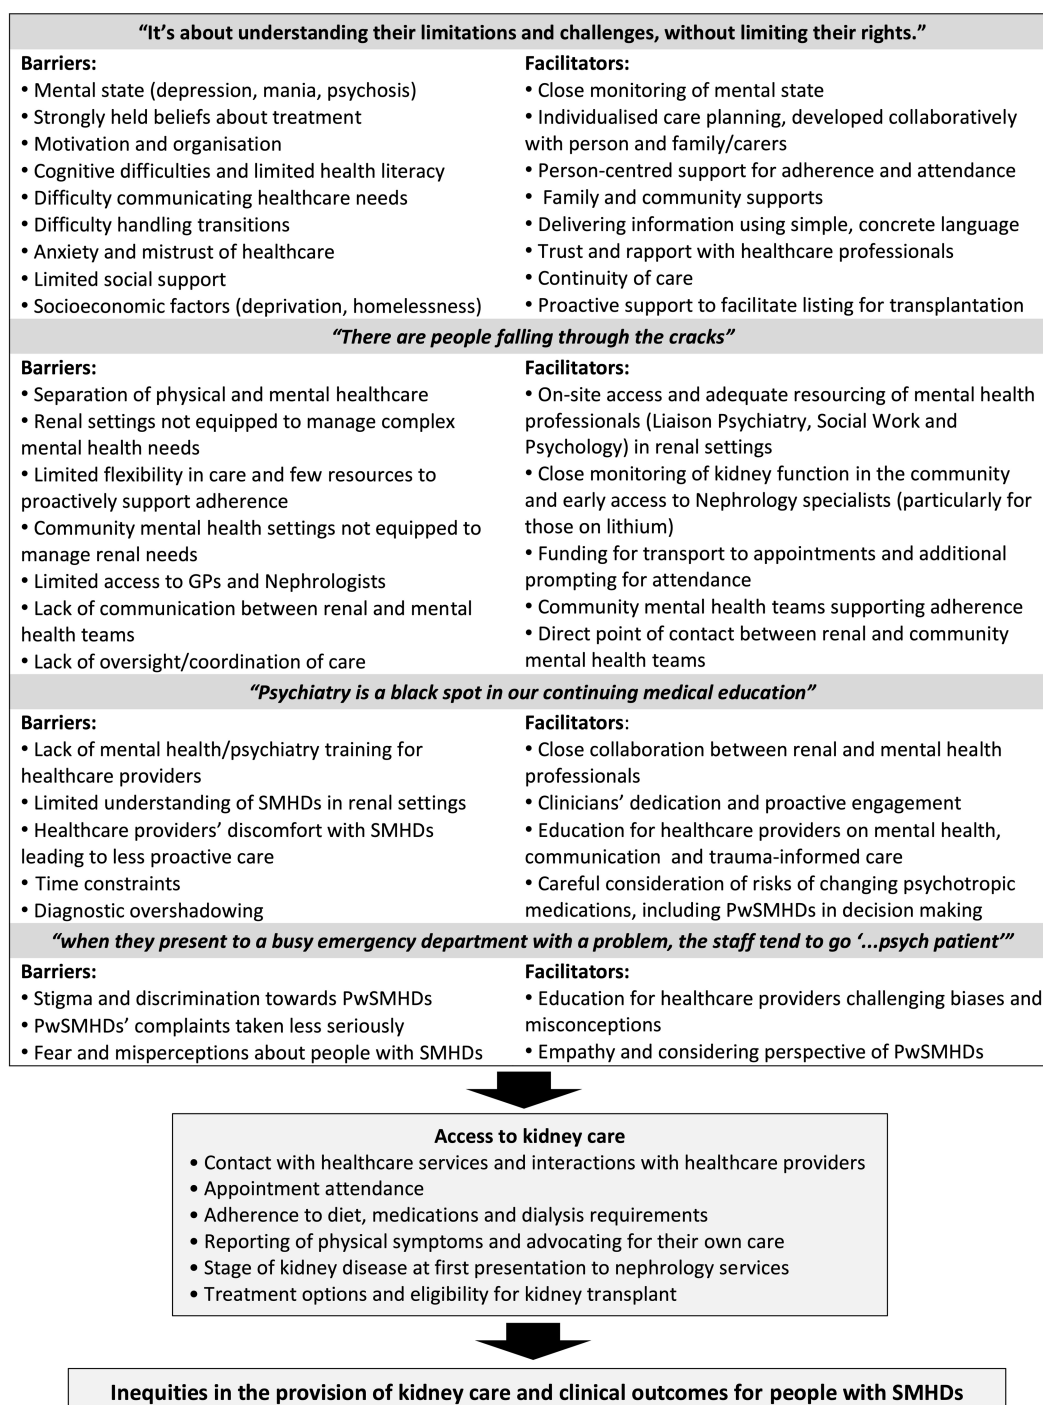 “It’s about understanding their limitations and challenges, without limiting their rights.”
Barriers:
• Mental state (depression, mania, psychosis)
• Strongly held beliefs about treatment
• Motivation and organisation
• Cognitive difficulties and limited health literacy
• Difficulty communicating healthcare needs
• Difficulty handling transitions
• Anxiety and mistrust of healthcare
• Limited social support
• Socioeconomic factors (deprivation, homelessness)
Facilitators:
• Close monitoring of mental state
• Individualised care planning, developed collaboratively
with person and family/carers
• Person-centred support for adherence and attendance
• Family and community supports
• Delivering information using simple, concrete language
• Trust and rapport with healthcare professionals
• Continuity of care
• Proactive support to facilitate listing for transplantation
“There are people falling through the cracks”
Barriers:
• Separation of physical and mental healthcare
• Renal settings not equipped to manage complex
mental health needs
• Limited flexibility in care and few resources to
proactively support adherence
• Community mental health settings not equipped to
manage renal needs
• Limited access to GPs and Nephrologists
• Lack of communication between renal and mental
health teams
• Lack of oversight/coordination of care
Facilitators:
• On-site access and adequate resourcing of mental health
professionals (Liaison Psychiatry, Social Work and
Psychology) in renal settings
• Close monitoring of kidney function in the community
and early access to Nephrology specialists (particularly for
those on lithium)
• Funding for transport to appointments and additional
prompting for attendance
• Community mental health teams supporting adherence
• Direct point of contact between renal and community
mental health teams
“Psychiatry is a black spot in our continuing medical education”
Barriers:
• Lack of mental health/psychiatry training for
healthcare providers
• Limited understanding of SMHDs in renal settings
• Healthcare providers’ discomfort with SMHDs
leading to less proactive care
• Time constraints
• Diagnostic overshadowing
Facilitators:
• Close collaboration between renal and mental health
professionals
• Clinicians’ dedication and proactive engagement
• Education for healthcare providers on mental health,
communication and trauma-informed care
• Careful consideration of risks of changing psychotropic
medications, including PwSMHDs in decision making
“when they present to a busy emergency department with a problem, the staff tend to go ‘...psych patient’”
Barriers:
• Stigma and discrimination towards PwSMHDs
• PwSMHDs’ complaints taken less seriously
• Fear and misperceptions about people with SMHDs
Facilitators:
• Education for healthcare providers challenging biases and
misconceptions
• Empathy and considering perspective of PwSMHDs
Access to kidney care
• Contact with healthcare services and interactions with healthcare providers
• Appointment attendance
• Adherence to diet, medications and dialysis requirements
• Reporting of physical symptoms and advocating for their own care
• Stage of kidney disease at first presentation to nephrology services
• Treatment options and eligibility for kidney transplant
Inequities in the provision of kidney care and clinical outcomes for people with SMHDs